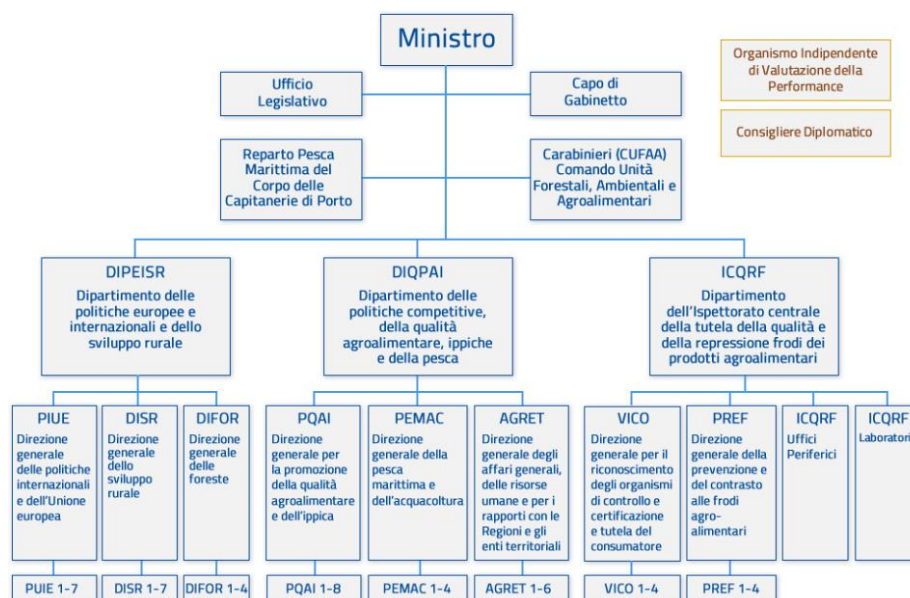 Ministro
Organismo Indipendente
di Valutazione della
Performance
Ufficio
Legislativo
Capo di
Gabinetto
Consigliere Diplomatico
Reparto Pesca
Marittima del
Corpo delle
Capitanerie di Porto
Carabinieri (CUFAA)
Comando Unità
Forestali, Ambientali e
Agroalimentari
DIPEISR
Dipartimento delle
politiche europee e
internazionali e dello
sviluppo rurale
DIQPAI
Dipartimento delle
politiche competitive,
della qualità
agroalimentare, ippiche
e della pesca
ICQRF
Dipartimento
dell'Ispettorato centrale
della tutela della qualità e
della repressione frodi dei
prodotti agroalimentari
PIUE
Direzione
generale
delle politiche
internazionali
e dell'Unione
europea
DISR
Direzione
generale
dello
sviluppo
rurale
DIFOR
Direzione
generale
delle
foreste
PQAI
Direzione
generale per
la promozione
della qualità
agroalimentare
e dell'ippica
PEMAC
Direzione
generale della
pesca
marittima e
dell'acquacoltura
AGRET
Direzione
generale degli
affari generali,
delle risorse
umane e per i
rapporti con le
Regioni e gli
enti territoriali
VICO
Direzione
generale per il
riconoscimento
degli organismi
di controllo e
certificazione
e tutela del
consumatore
PREF
Direzione
generale della
prevenzione e
del contrasto
alle frodi
agro-
alimentari
ICQRF
Uffici
Periferici
ICQRF
Laboratori
PUIE 1-7
DISR 1-7
DIFOR 1-4
PQAI 1-8
PEMAC 1-4
AGRET 1-6
VICO 1-4
PREF 1-4